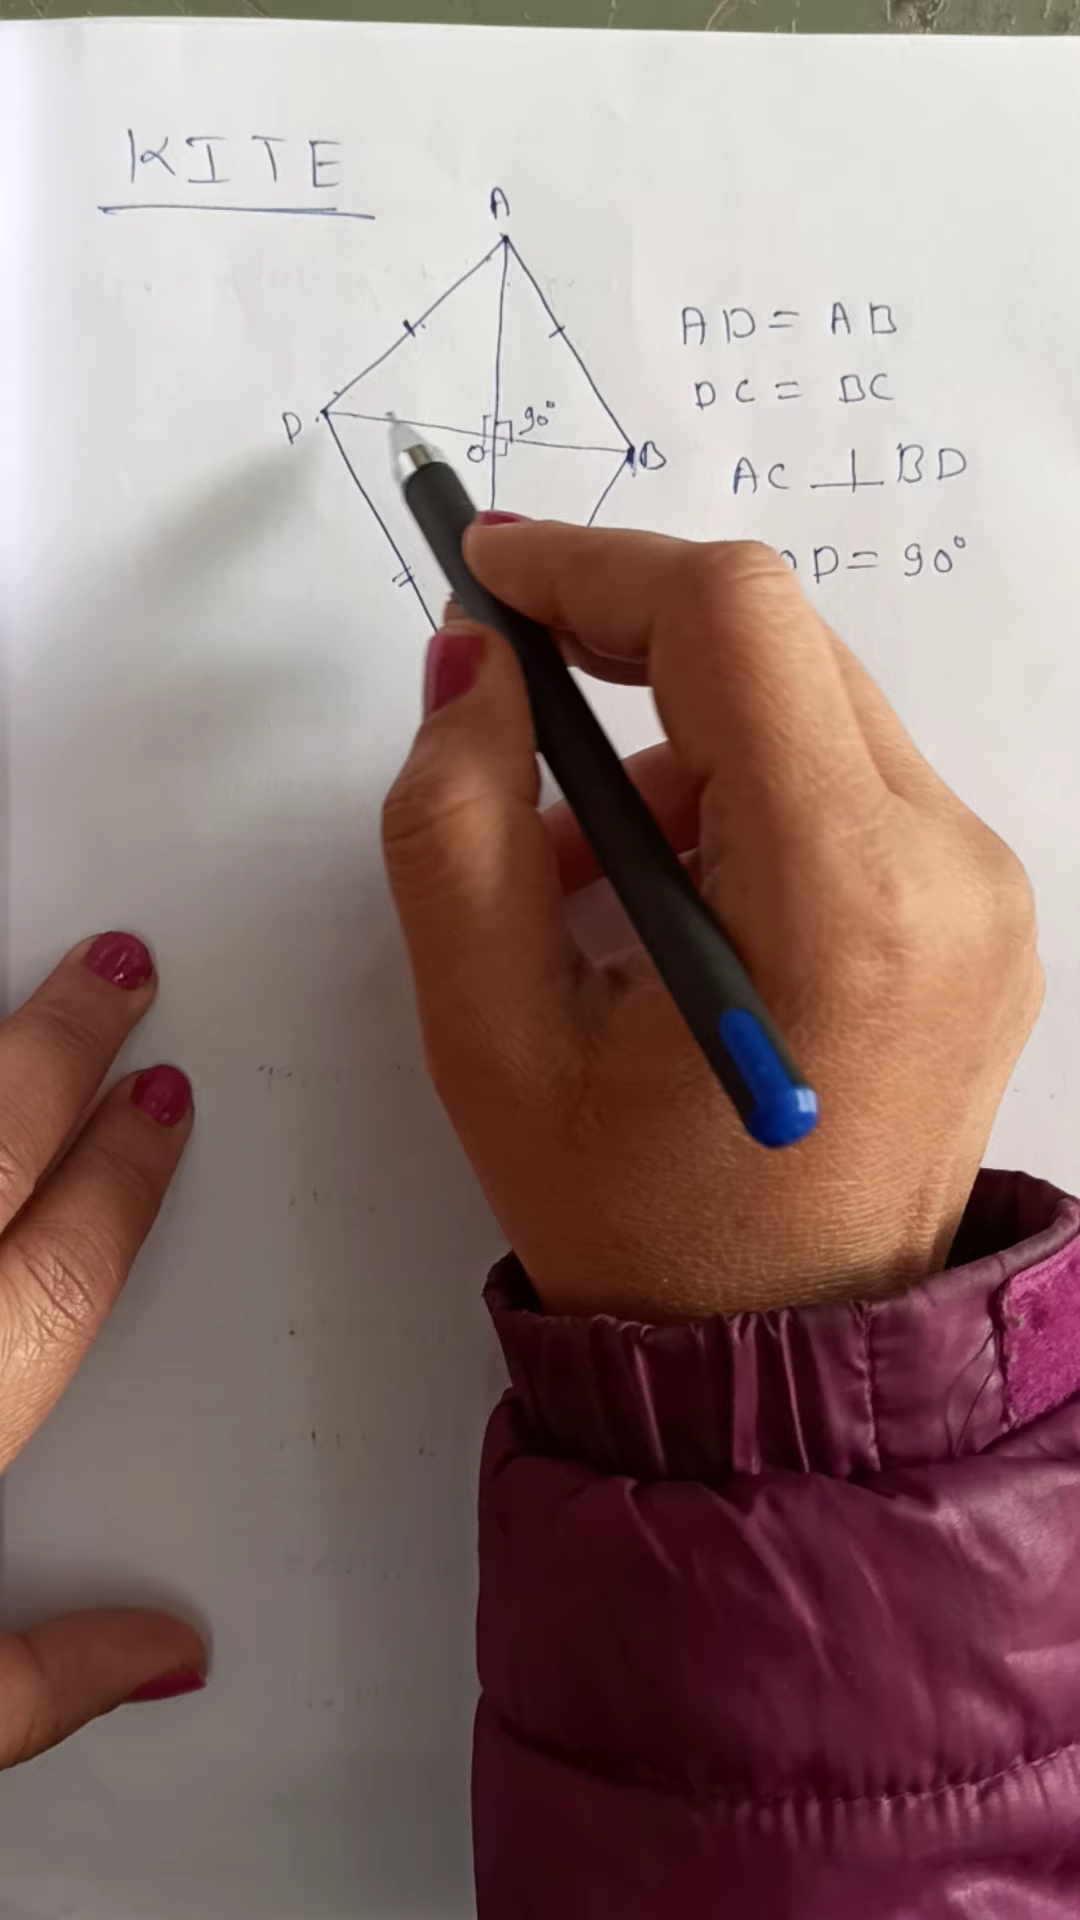 KITE
A
AD = AB
DC = BC
D
90°
O
B
AC ⊥ BD
D = 90°